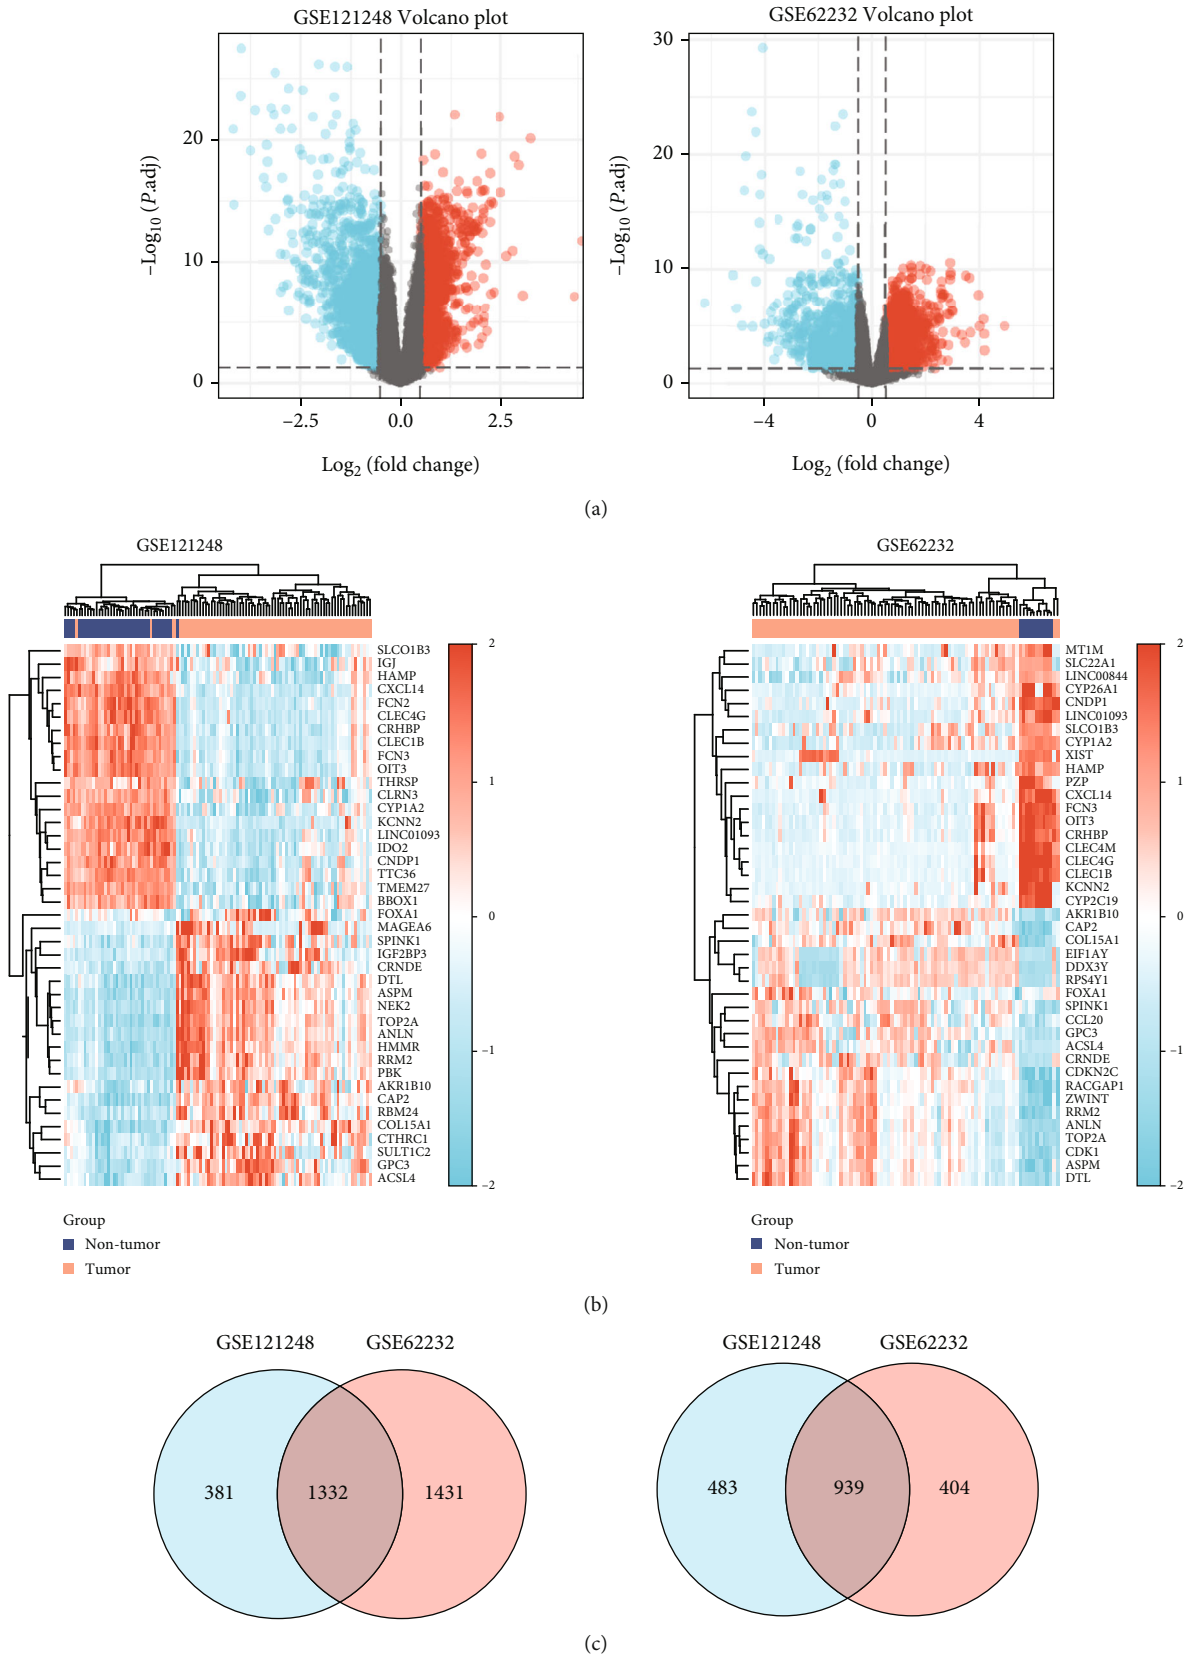 GSE121248 Volcano plot
GSE62232 Volcano plot
−Log10 (P.adj)
20
10
0
−2.5
0.0
2.5
Log2 (fold change)
−Log10 (P.adj)
30
20
10
0
−4
0
4
Log2 (fold change)
(a)
GSE121248
SLCO1B3
IGJ
HAMP
CXCL14
FCN2
CLEC4G
CRHBP
CLEC1B
FCN3
OIT3
THRSP
CLRN3
CYP1A2
KCNN2
LINC01093
IDO2
CNDP1
TTC36
TMEM27
BBOX1
FOXA1
MAGEA6
SPINK1
IGF2BP3
CRNDE
DTL
ASPM
NEK2
TOP2A
ANLN
HMMR
RRM2
PBK
AKR1B10
CAP2
RBM24
COL15A1
CTHRC1
SULT1C2
GPC3
ACSL4
2
1
0
−1
−2
Group
Non-tumor
Tumor
GSE62232
MT1M
SLC22A1
LINC00844
CYP26A1
CNDP1
LINC01093
SLCO1B3
CYP1A2
XIST
HAMP
PZP
CXCL14
FCN3
OIT3
CRHBP
CLEC4M
CLEC4G
CLEC1B
KCNN2
CYP2C19
AKR1B10
CAP2
COL15A1
EIF1AY
DDX3Y
RPS4Y1
FOXA1
SPINK1
CCL20
GPC3
ACSL4
CRNDE
CDKN2C
RACGAP1
ZWINT
RRM2
ANLN
TOP2A
CDK1
ASPM
DTL
2
1
0
−1
−2
Group
Non-tumor
Tumor
(b)
GSE121248
GSE62232
381
1332
1431
GSE121248
GSE62232
483
939
404
(c)